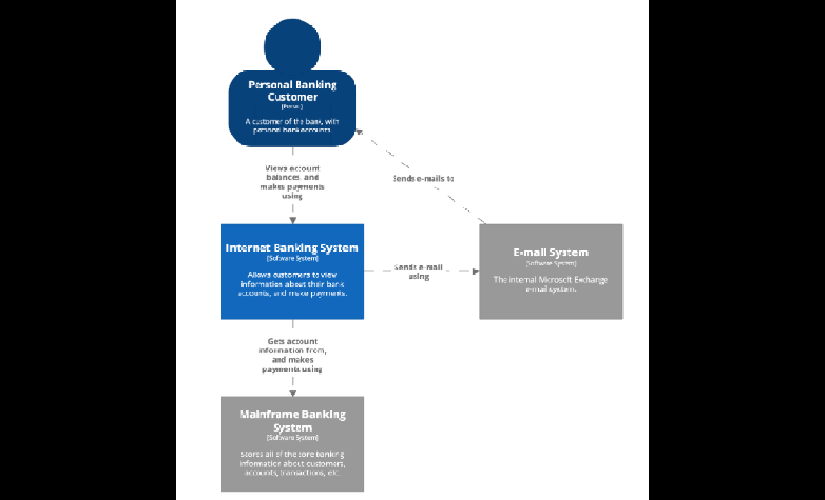 Personal Banking
Customer
[Person]
A customer of the bank, with
personal bank accounts.
Views account
balances, and
makes payments
using
Sends e-mails to
Internet Banking System
[Software System]
Allows customers to view
information about their bank
accounts, and make payments.
Sends e-mail
using
E-mail System
[Software System]
The internal Microsoft Exchange
e-mail system.
Gets account
information from,
and makes
payments using
Mainframe Banking
System
[Software System]
Stores all of the core banking
information about customers,
accounts, transactions, etc.